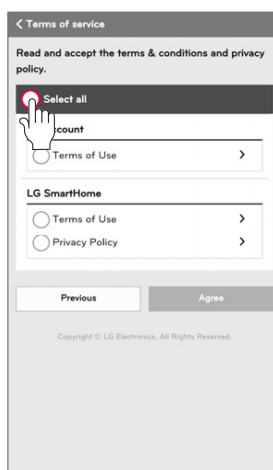 Terms of service
Read and accept the terms & conditions and privacy
policy.
Select all
ccount
Terms of Use
LG SmartHome
Terms of Use
Privacy Policy
Previous
Agree
Copyright © LG Electronics, All Rights Reserved.